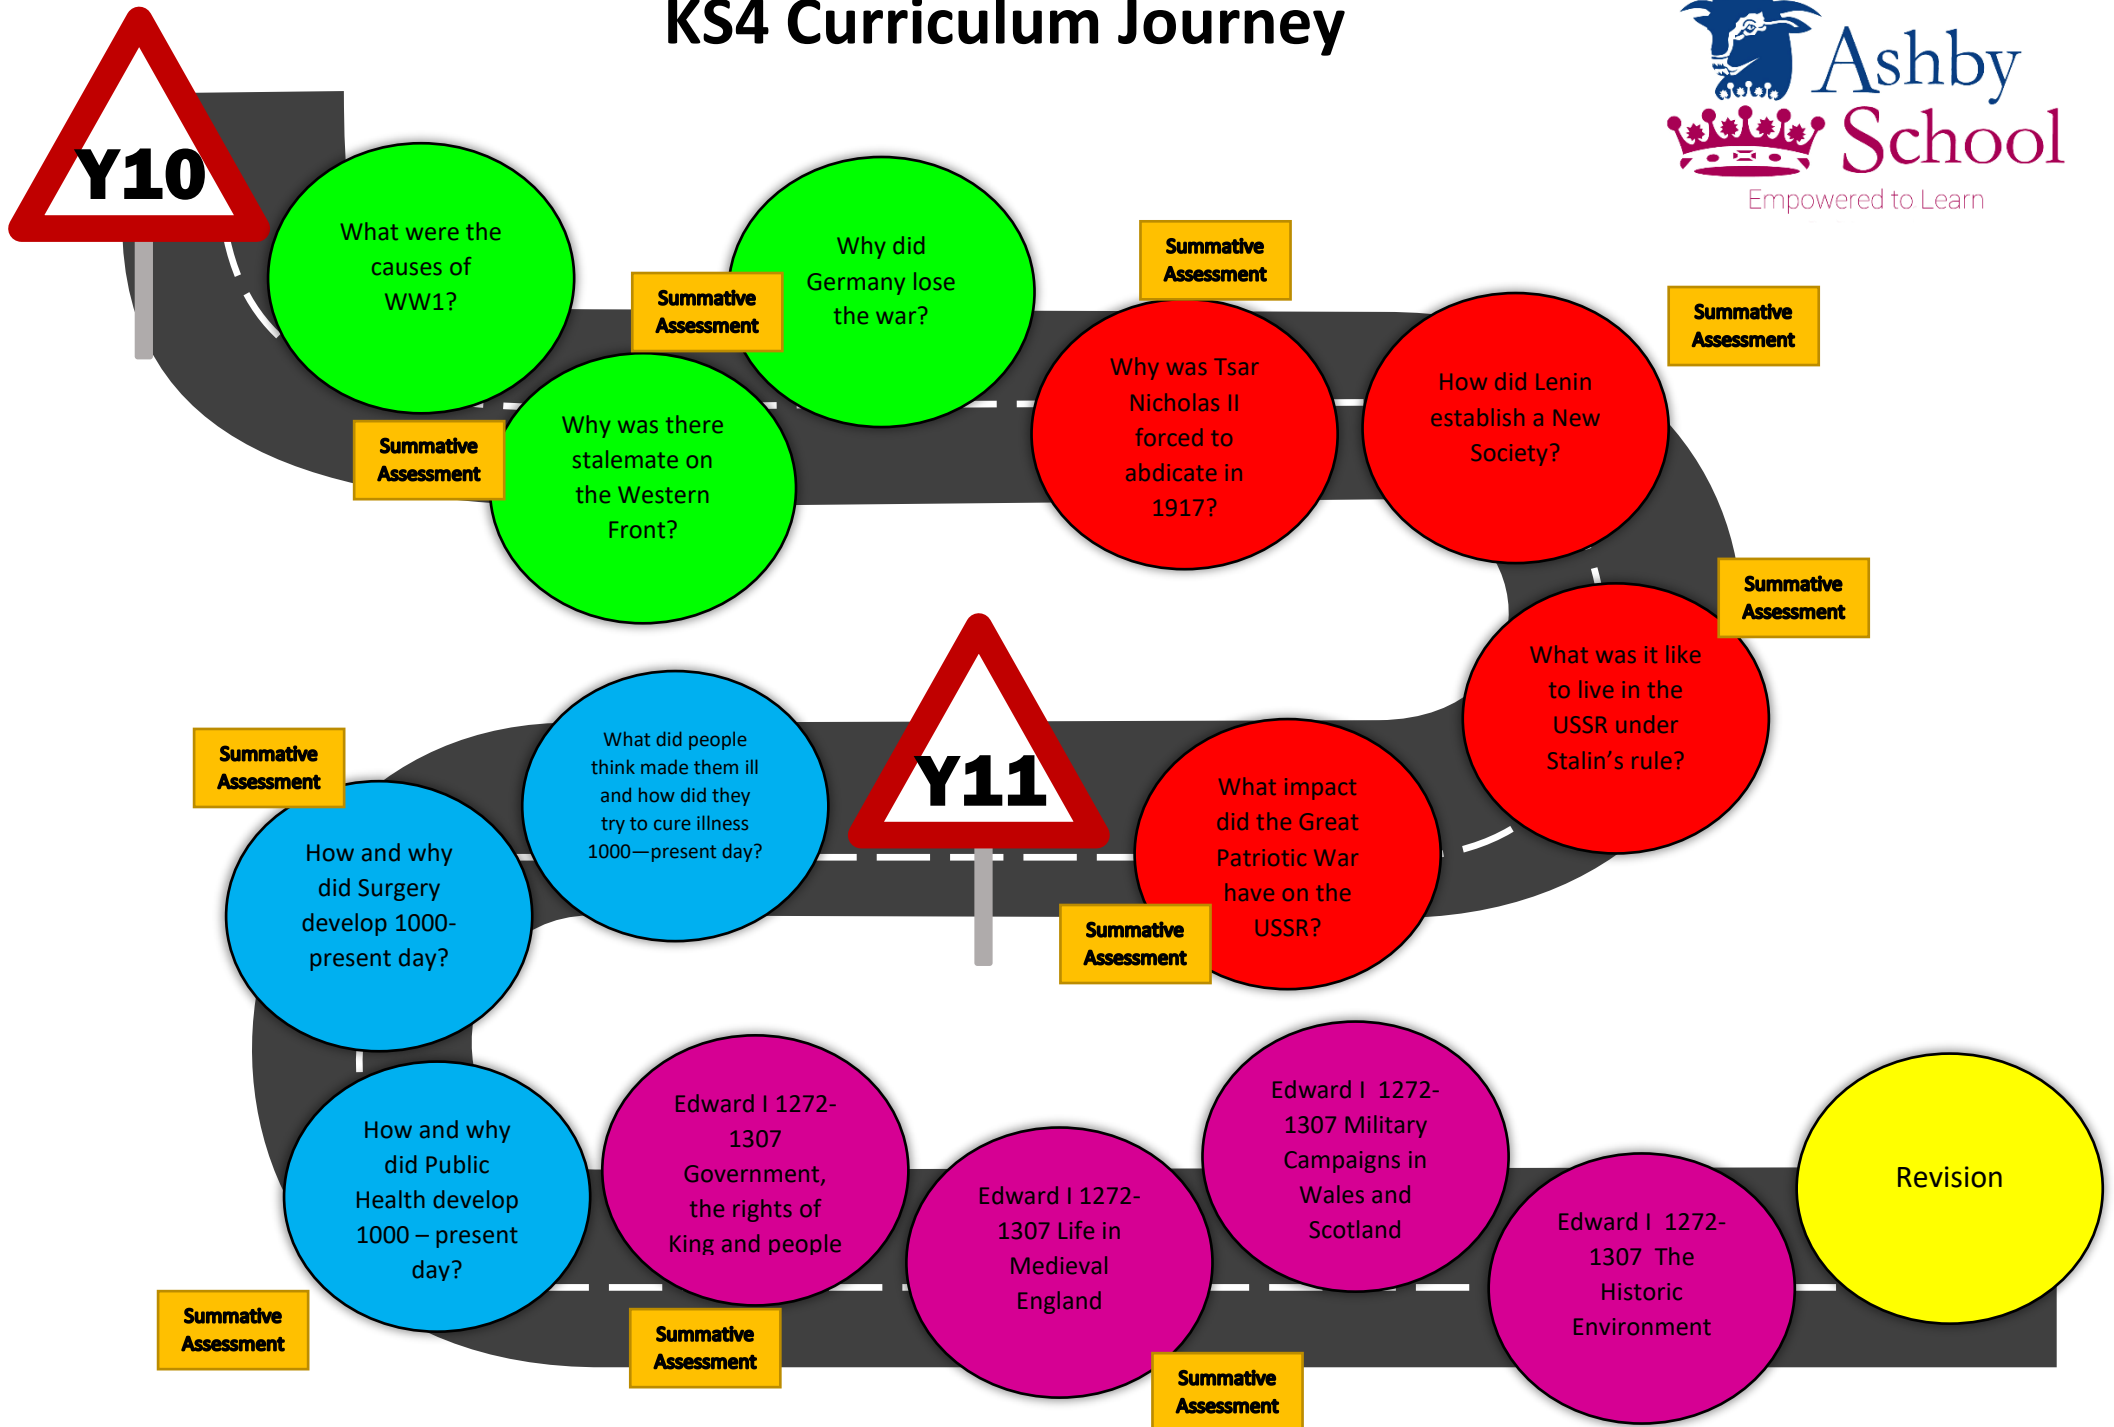 KS4 Curriculum Journey
Ashby
School
Empowered to Learn
Y10
What were the
causes of
WW1?
Summative
Assessment
Why was there
stalemate on
the Western
Front?
Summative
Assessment
Why did
Germany lose
the war?
Summative
Assessment
Why was Tsar
Nicholas II
forced to
abdicate in
1917?
How did Lenin
establish a New
Society?
Summative
Assessment
Summative
Assessment
What was it like
to live in the
USSR under
Stalin’s rule?
What impact
did the Great
Patriotic War
have on the
USSR?
Summative
Assessment
Y11
What did people
think made them ill
and how did they
try to cure illness
1000—present day?
Summative
Assessment
How and why
did Surgery
develop 1000-
present day?
How and why
did Public
Health develop
1000 – present
day?
Summative
Assessment
Edward I 1272-
1307
Government,
the rights of
King and people
Summative
Assessment
Edward I 1272-
1307 Life in
Medieval
England
Summative
Assessment
Edward I 1272-
1307 Military
Campaigns in
Wales and
Scotland
Edward I 1272-
1307 The
Historic
Environment
Revision